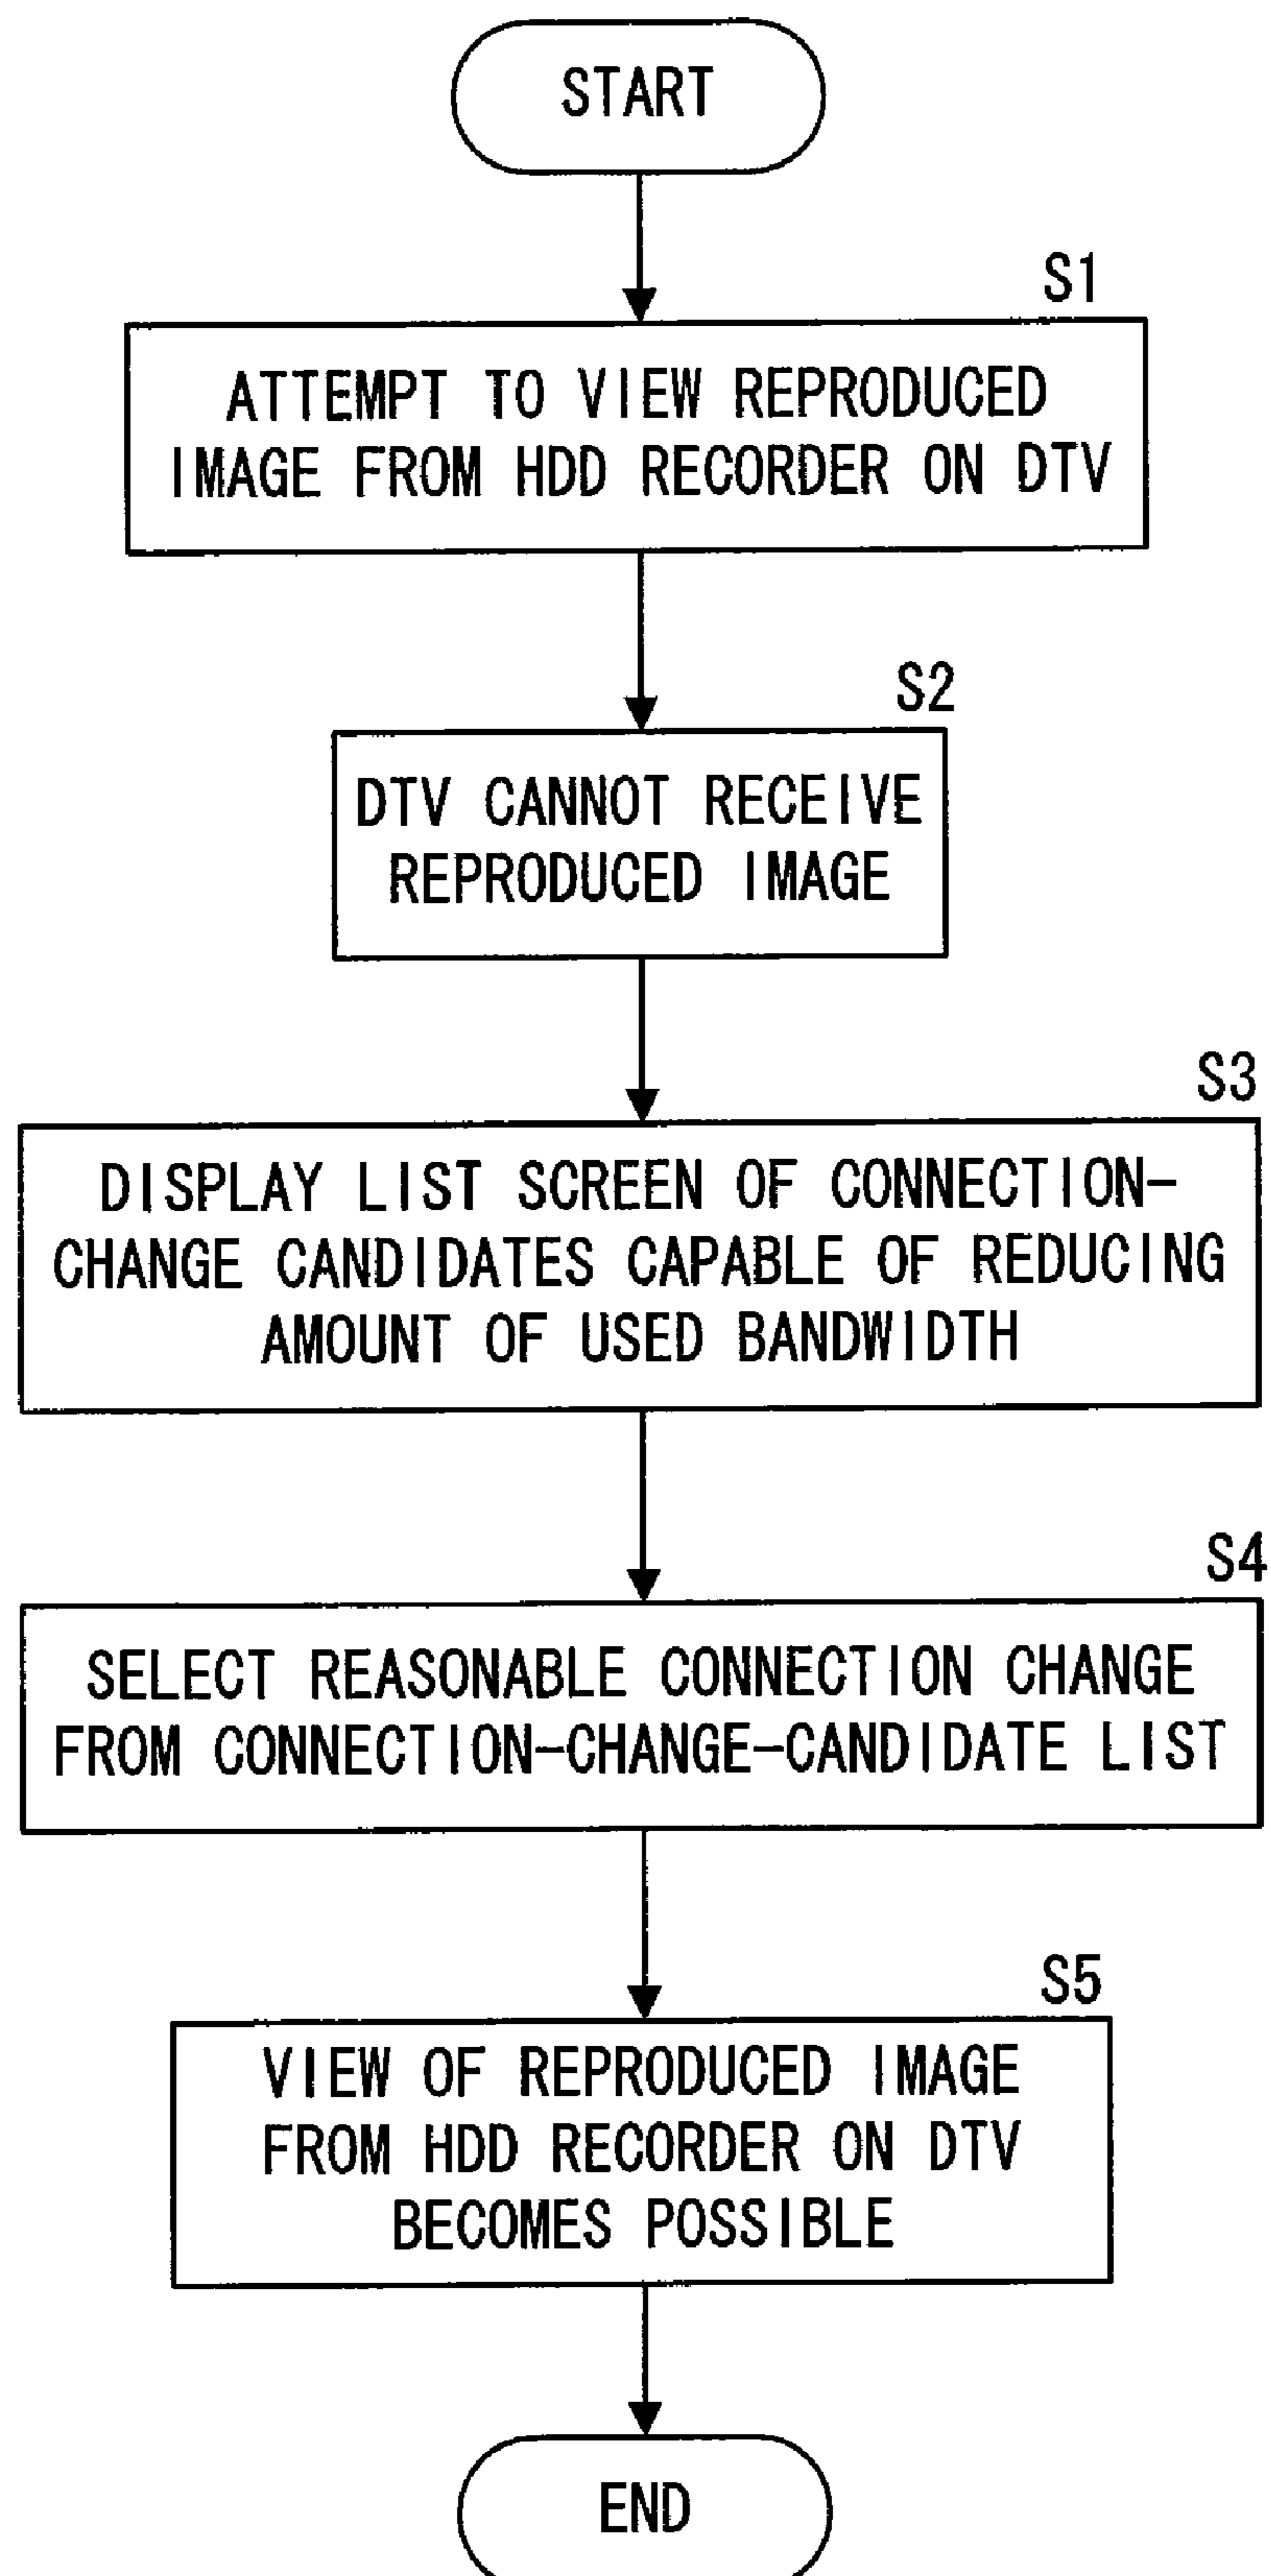 START
S1
ATTEMPT TO VIEW REPRODUCED
IMAGE FROM HDD RECORDER ON DTV
S2
DTV CANNOT RECEIVE
REPRODUCED IMAGE
S3
DISPLAY LIST SCREEN OF CONNECTION-
CHANGE CANDIDATES CAPABLE OF REDUCING
AMOUNT OF USED BANDWIDTH
S4
SELECT REASONABLE CONNECTION CHANGE
FROM CONNECTION-CHANGE-CANDIDATE LIST
S5
VIEW OF REPRODUCED IMAGE
FROM HDD RECORDER ON DTV
BECOMES POSSIBLE
END